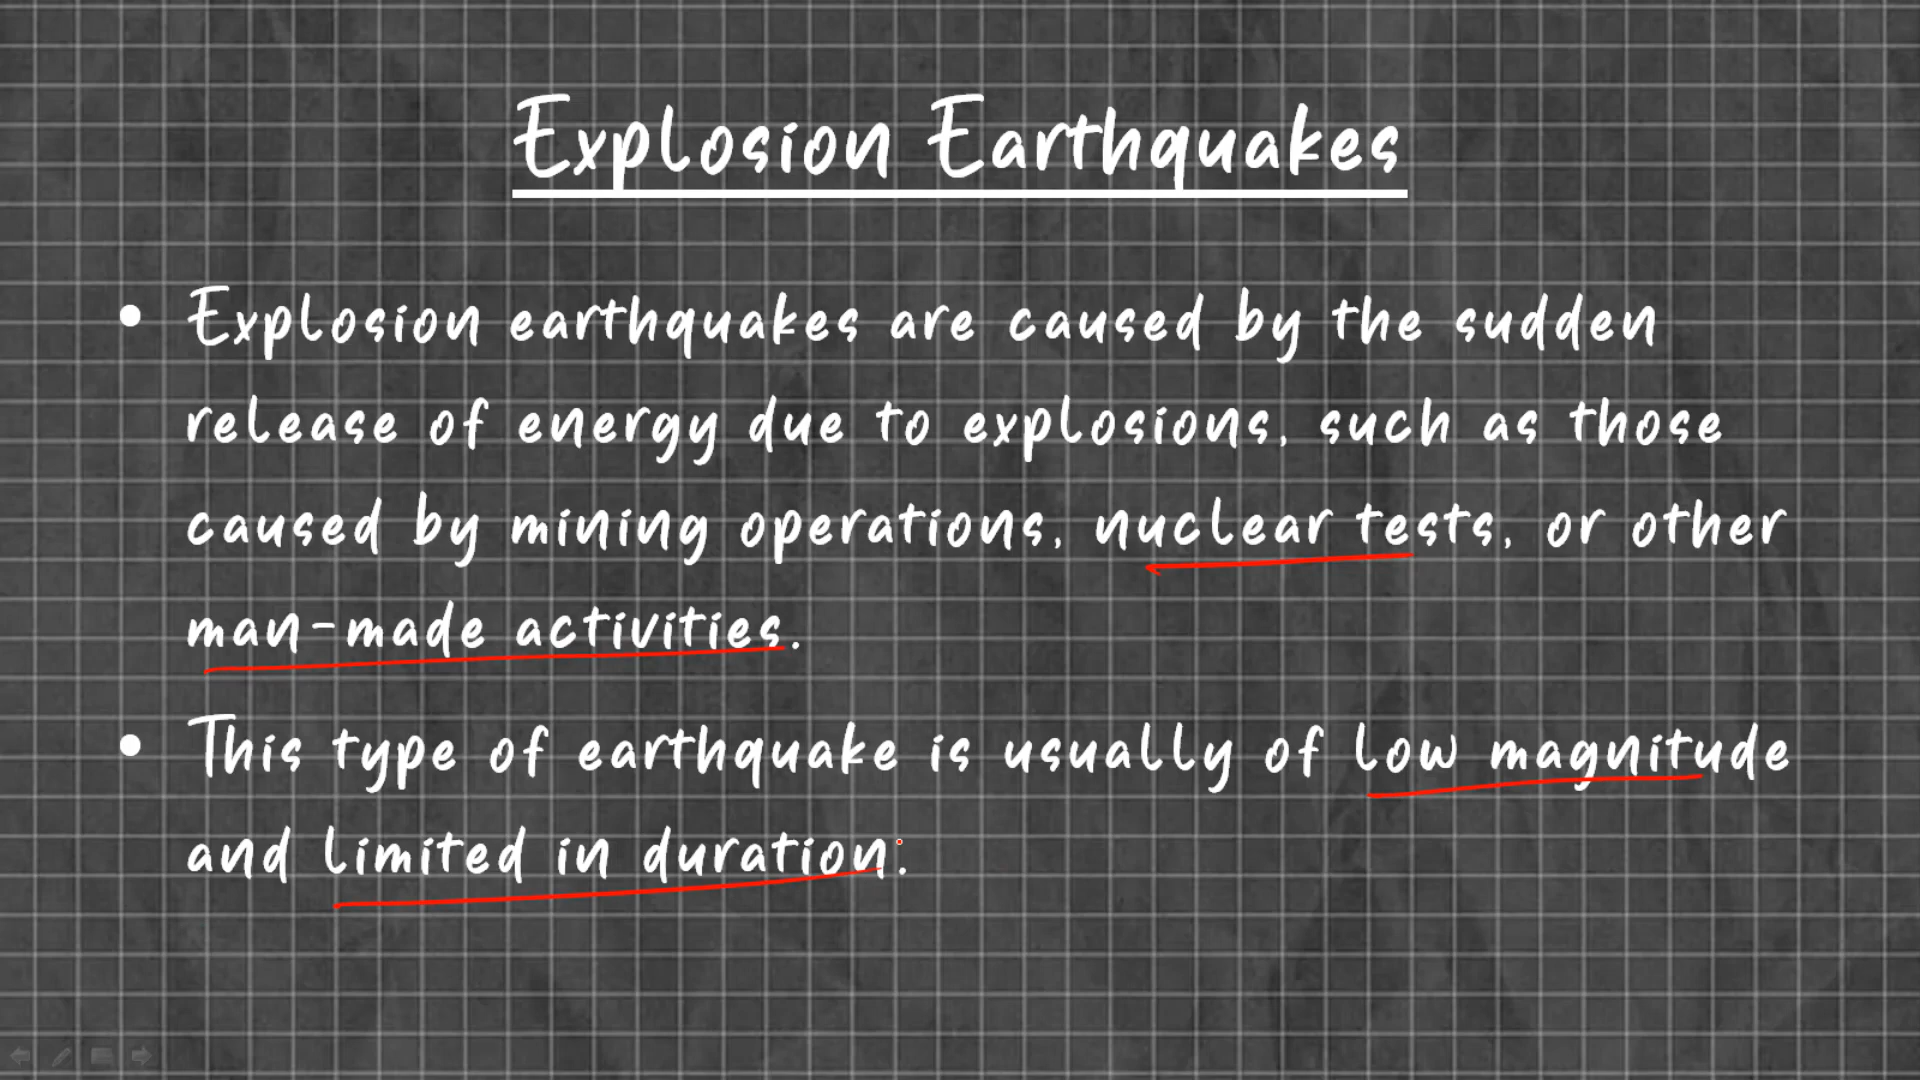 Explosion Earthquakes
• Explosion earthquakes are caused by the sudden
release of energy due to explosions, such as those
caused by mining operations, nuclear tests, or other
man-made activities.
• This type of earthquake is usually of low magnitude
and limited in duration.